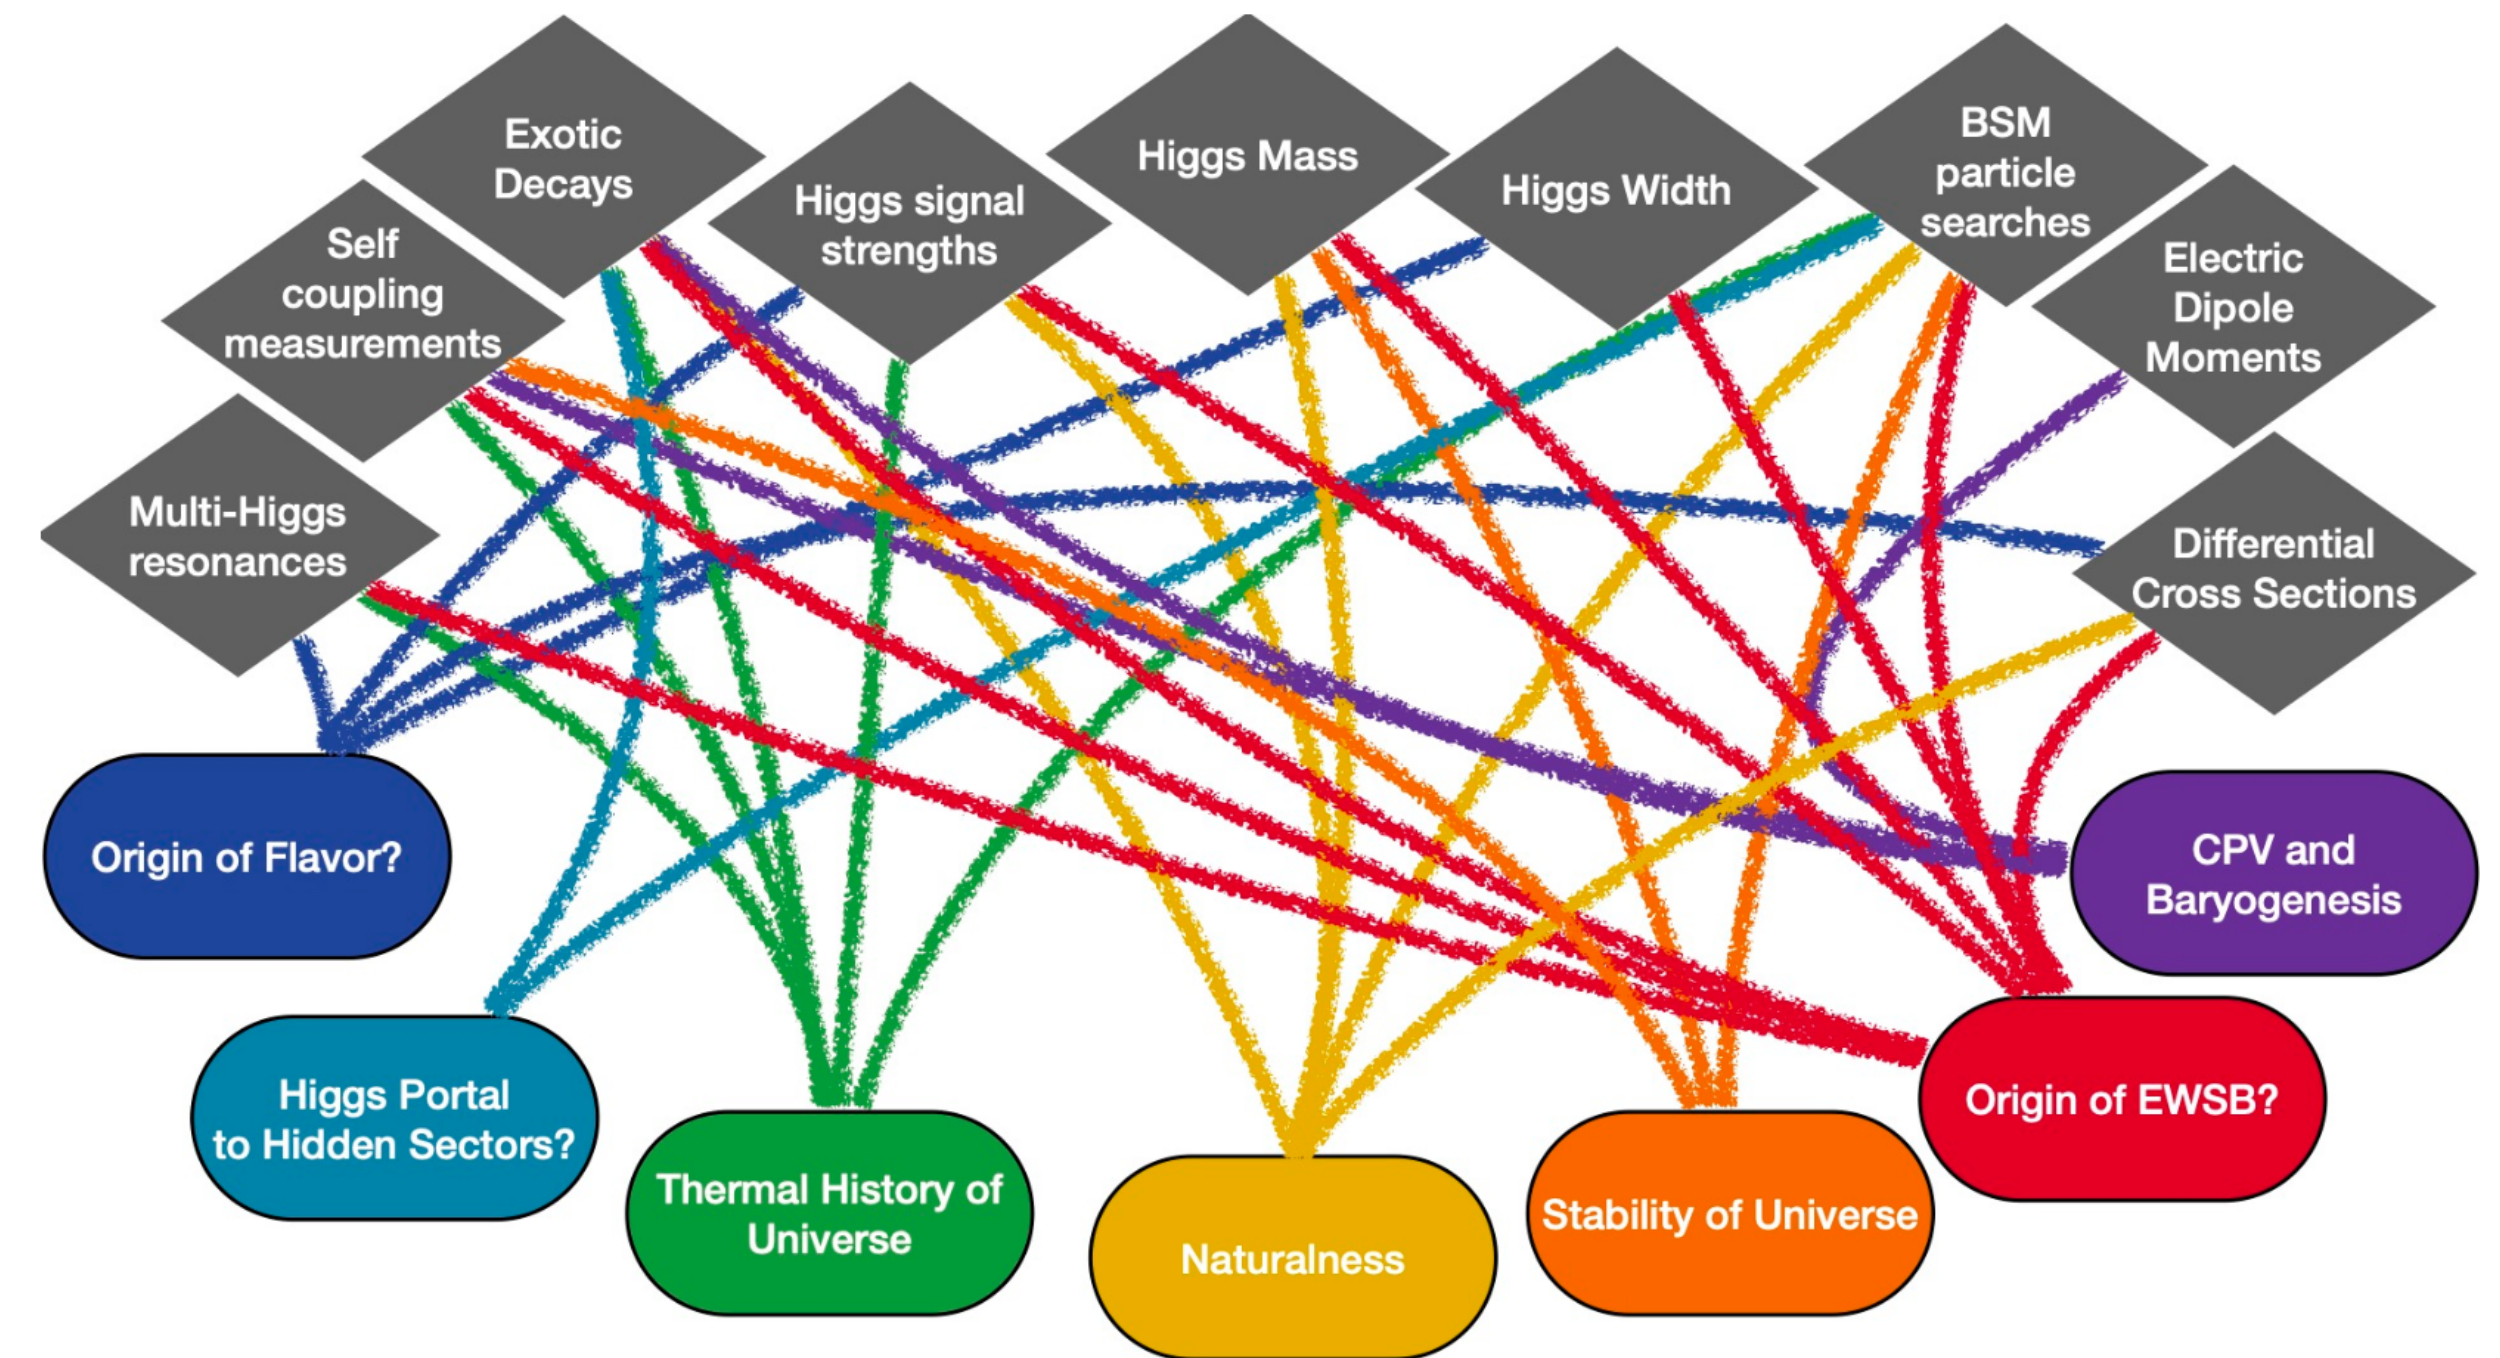 Exotic
Decays
Higgs signal
strengths
Higgs Mass
Higgs Width
BSM
particle
searches
Self
coupling
measurements
Electric
Dipole
Moments
Multi-Higgs
resonances
Differential
Cross Sections
Origin of Flavor?
CPV and
Baryogenesis
Higgs Portal
to Hidden Sectors?
Thermal History of
Universe
Naturalness
Stability of Universe
Origin of EWSB?